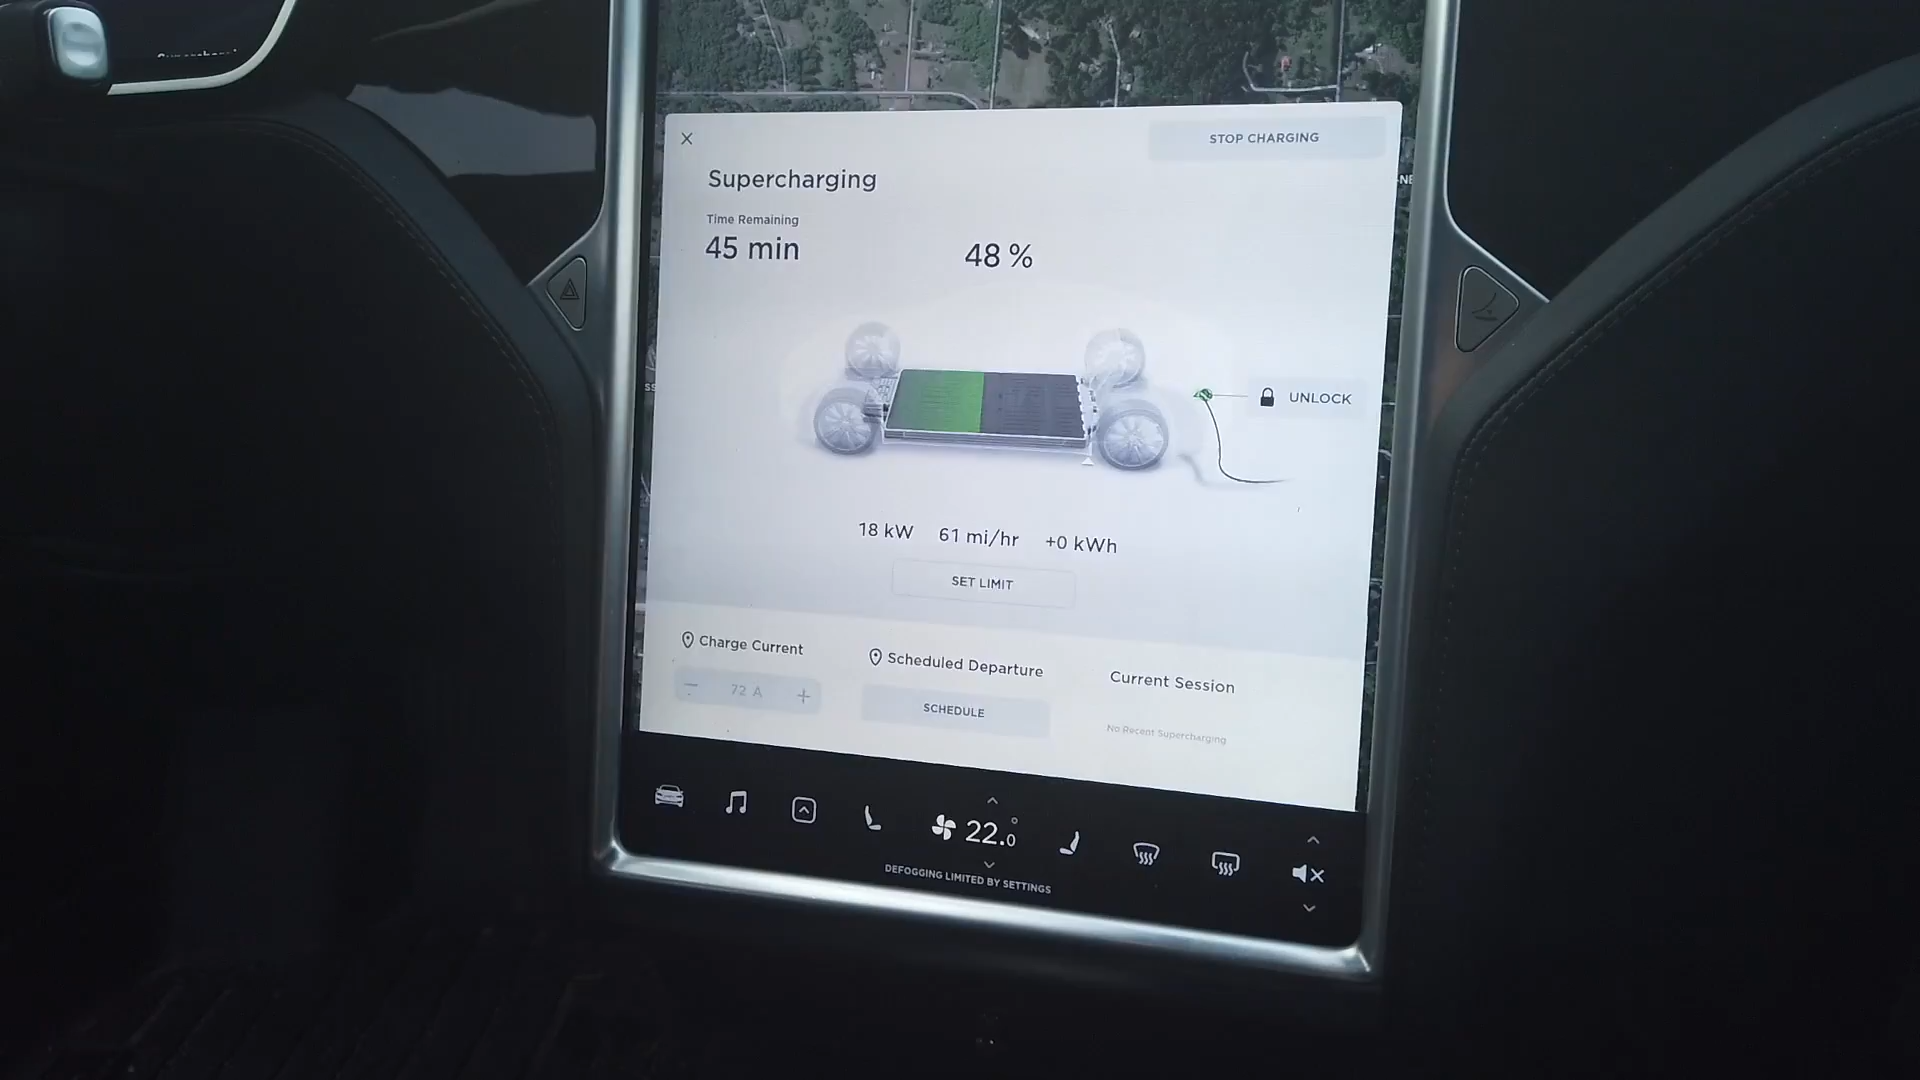 STOP CHARGING
Supercharging
Time Remaining
45 min
48 %
UNLOCK
18 kW 61 mi/hr +0 kWh
SET LIMIT
Charge Current
Scheduled Departure
Current Session
− 72 A +
SCHEDULE
No Recent Supercharging
22.0°
DEFOGGING LIMITED BY SETTINGS